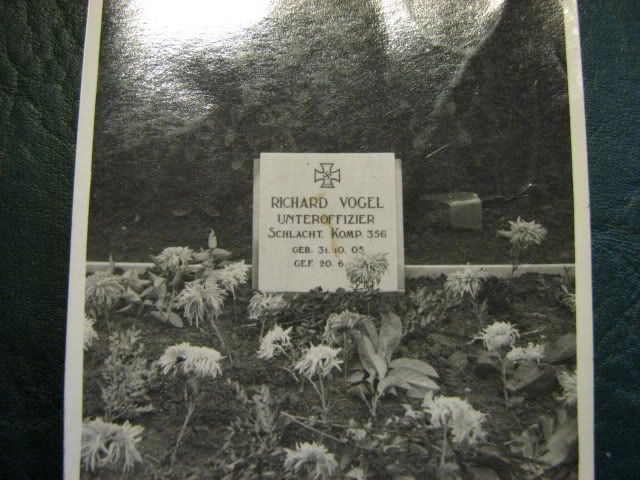 RICHARD VOGEL
UNTEROFFIZIER
SCHLACHT. KOMP. 356
GEB. 31.10.05
GEF. 20.6.